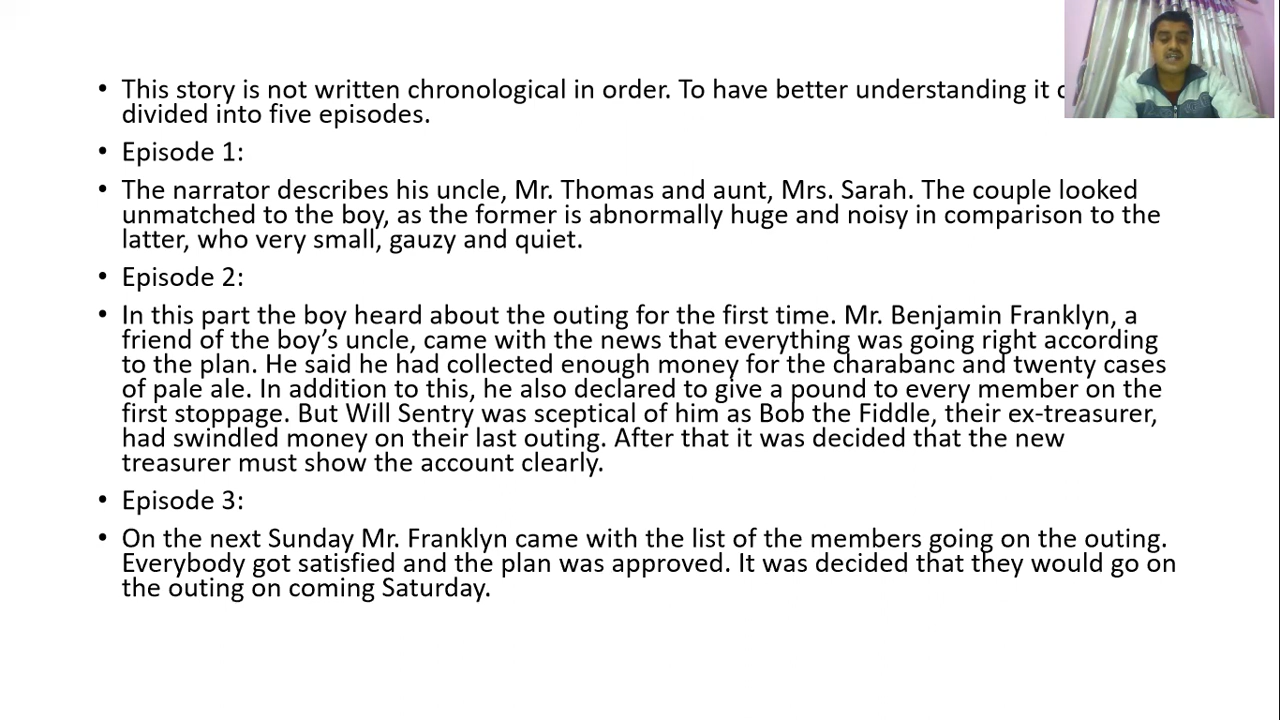 • This story is not written chronological in order. To have better understanding it
divided into five episodes.
• Episode 1:
• The narrator describes his uncle, Mr. Thomas and aunt, Mrs. Sarah. The couple looked
unmatched to the boy, as the former is abnormally huge and noisy in comparison to the
latter, who very small, gauzy and quiet.
• Episode 2:
• In this part the boy heard about the outing for the first time. Mr. Benjamin Franklyn, a
friend of the boy’s uncle, came with the news that everything was going right according
to the plan. He said he had collected enough money for the charabanc and twenty cases
of pale ale. In addition to this, he also declared to give a pound to every member on the
first stoppage. But Will Sentry was sceptical of him as Bob the Fiddle, their ex-treasurer,
had swindled money on their last outing. After that it was decided that the new
treasurer must show the account clearly.
• Episode 3:
• On the next Sunday Mr. Franklyn came with the list of the members going on the outing.
Everybody got satisfied and the plan was approved. It was decided that they would go on
the outing on coming Saturday.